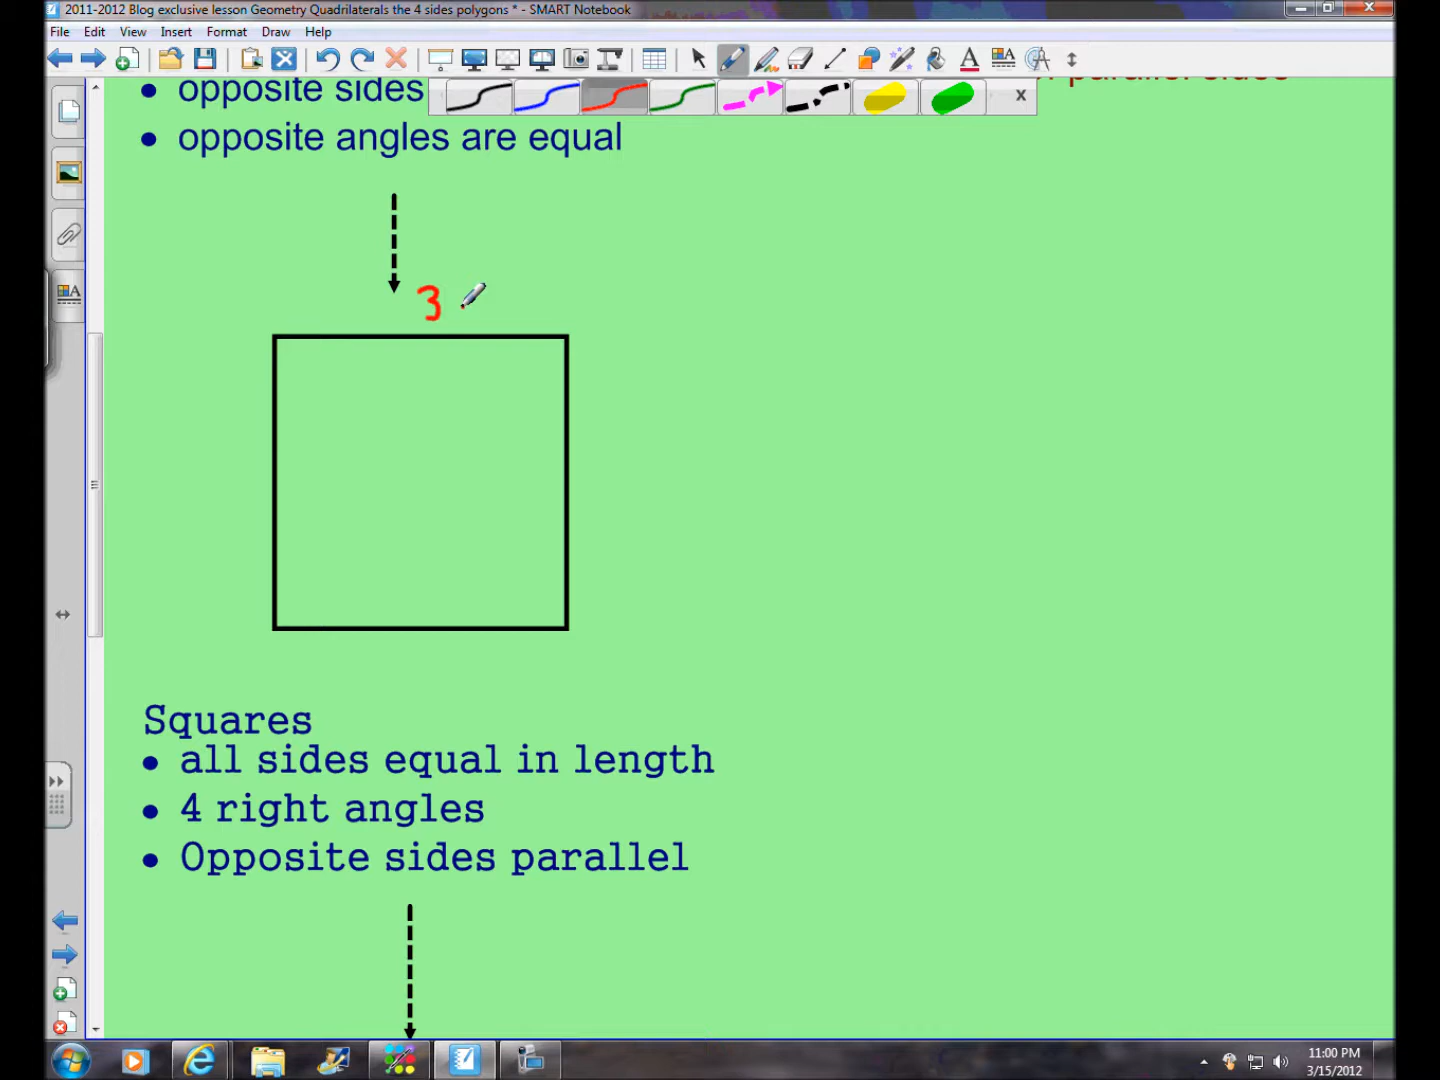 2011-2012 Blog exclusive lesson Geometry Quadrilaterals the 4 sides polygons * - SMART Notebook
File Edit View Insert Format Draw Help
opposite sides
parallel sides
x
opposite angles are equal
3
Squares
all sides equal in length
4 right angles
Opposite sides parallel
11:00 PM
3/15/2012